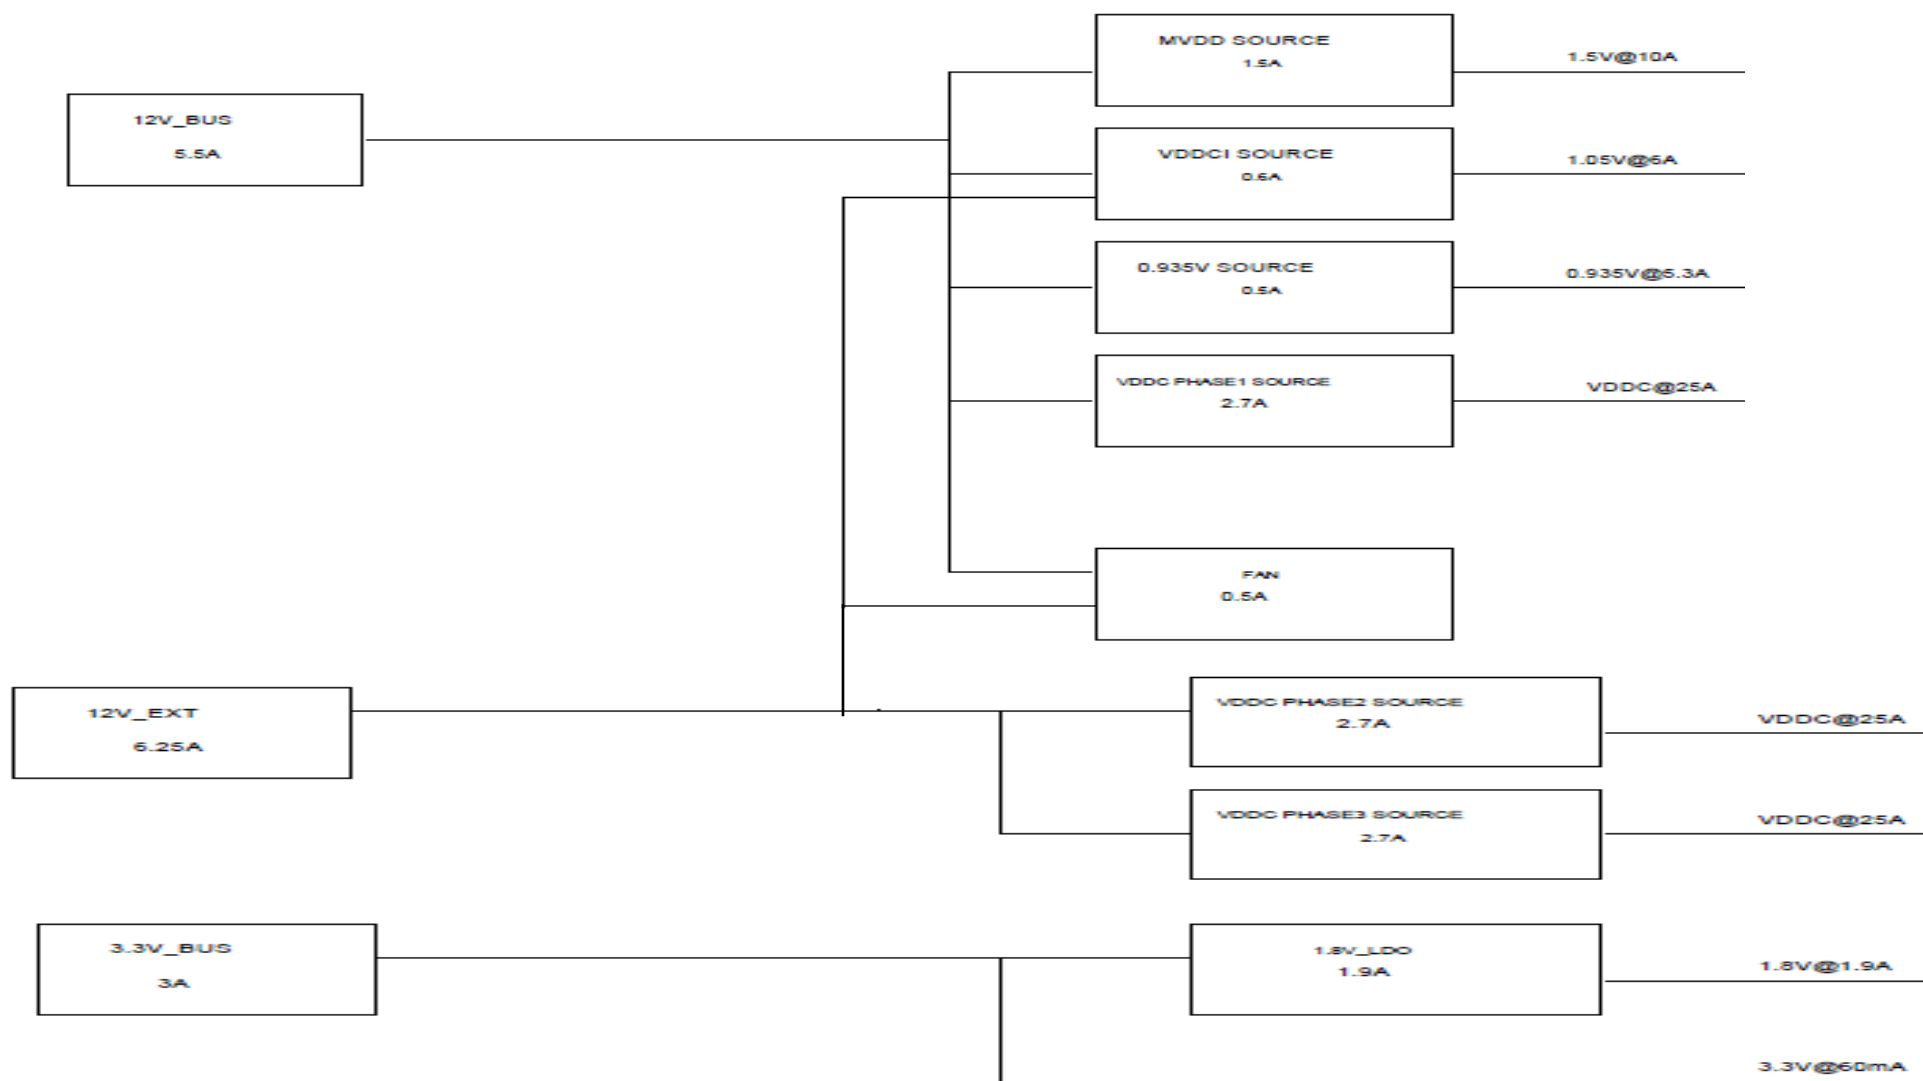 MVDD SOURCE
1.5A
1.5V@10A
12V_BUS
5.5A
VDDCI SOURCE
0.6A
1.05V@6A
0.935V SOURCE
0.5A
0.935V@5.3A
VDDC PHASE1 SOURCE
2.7A
VDDC@25A
FAN
0.5A
12V_EXT
6.25A
VDDC PHASE2 SOURCE
2.7A
VDDC@25A
VDDC PHASE3 SOURCE
2.7A
VDDC@25A
3.3V_BUS
3A
1.8V_LDO
1.9A
1.8V@1.9A
3.3V@60mA